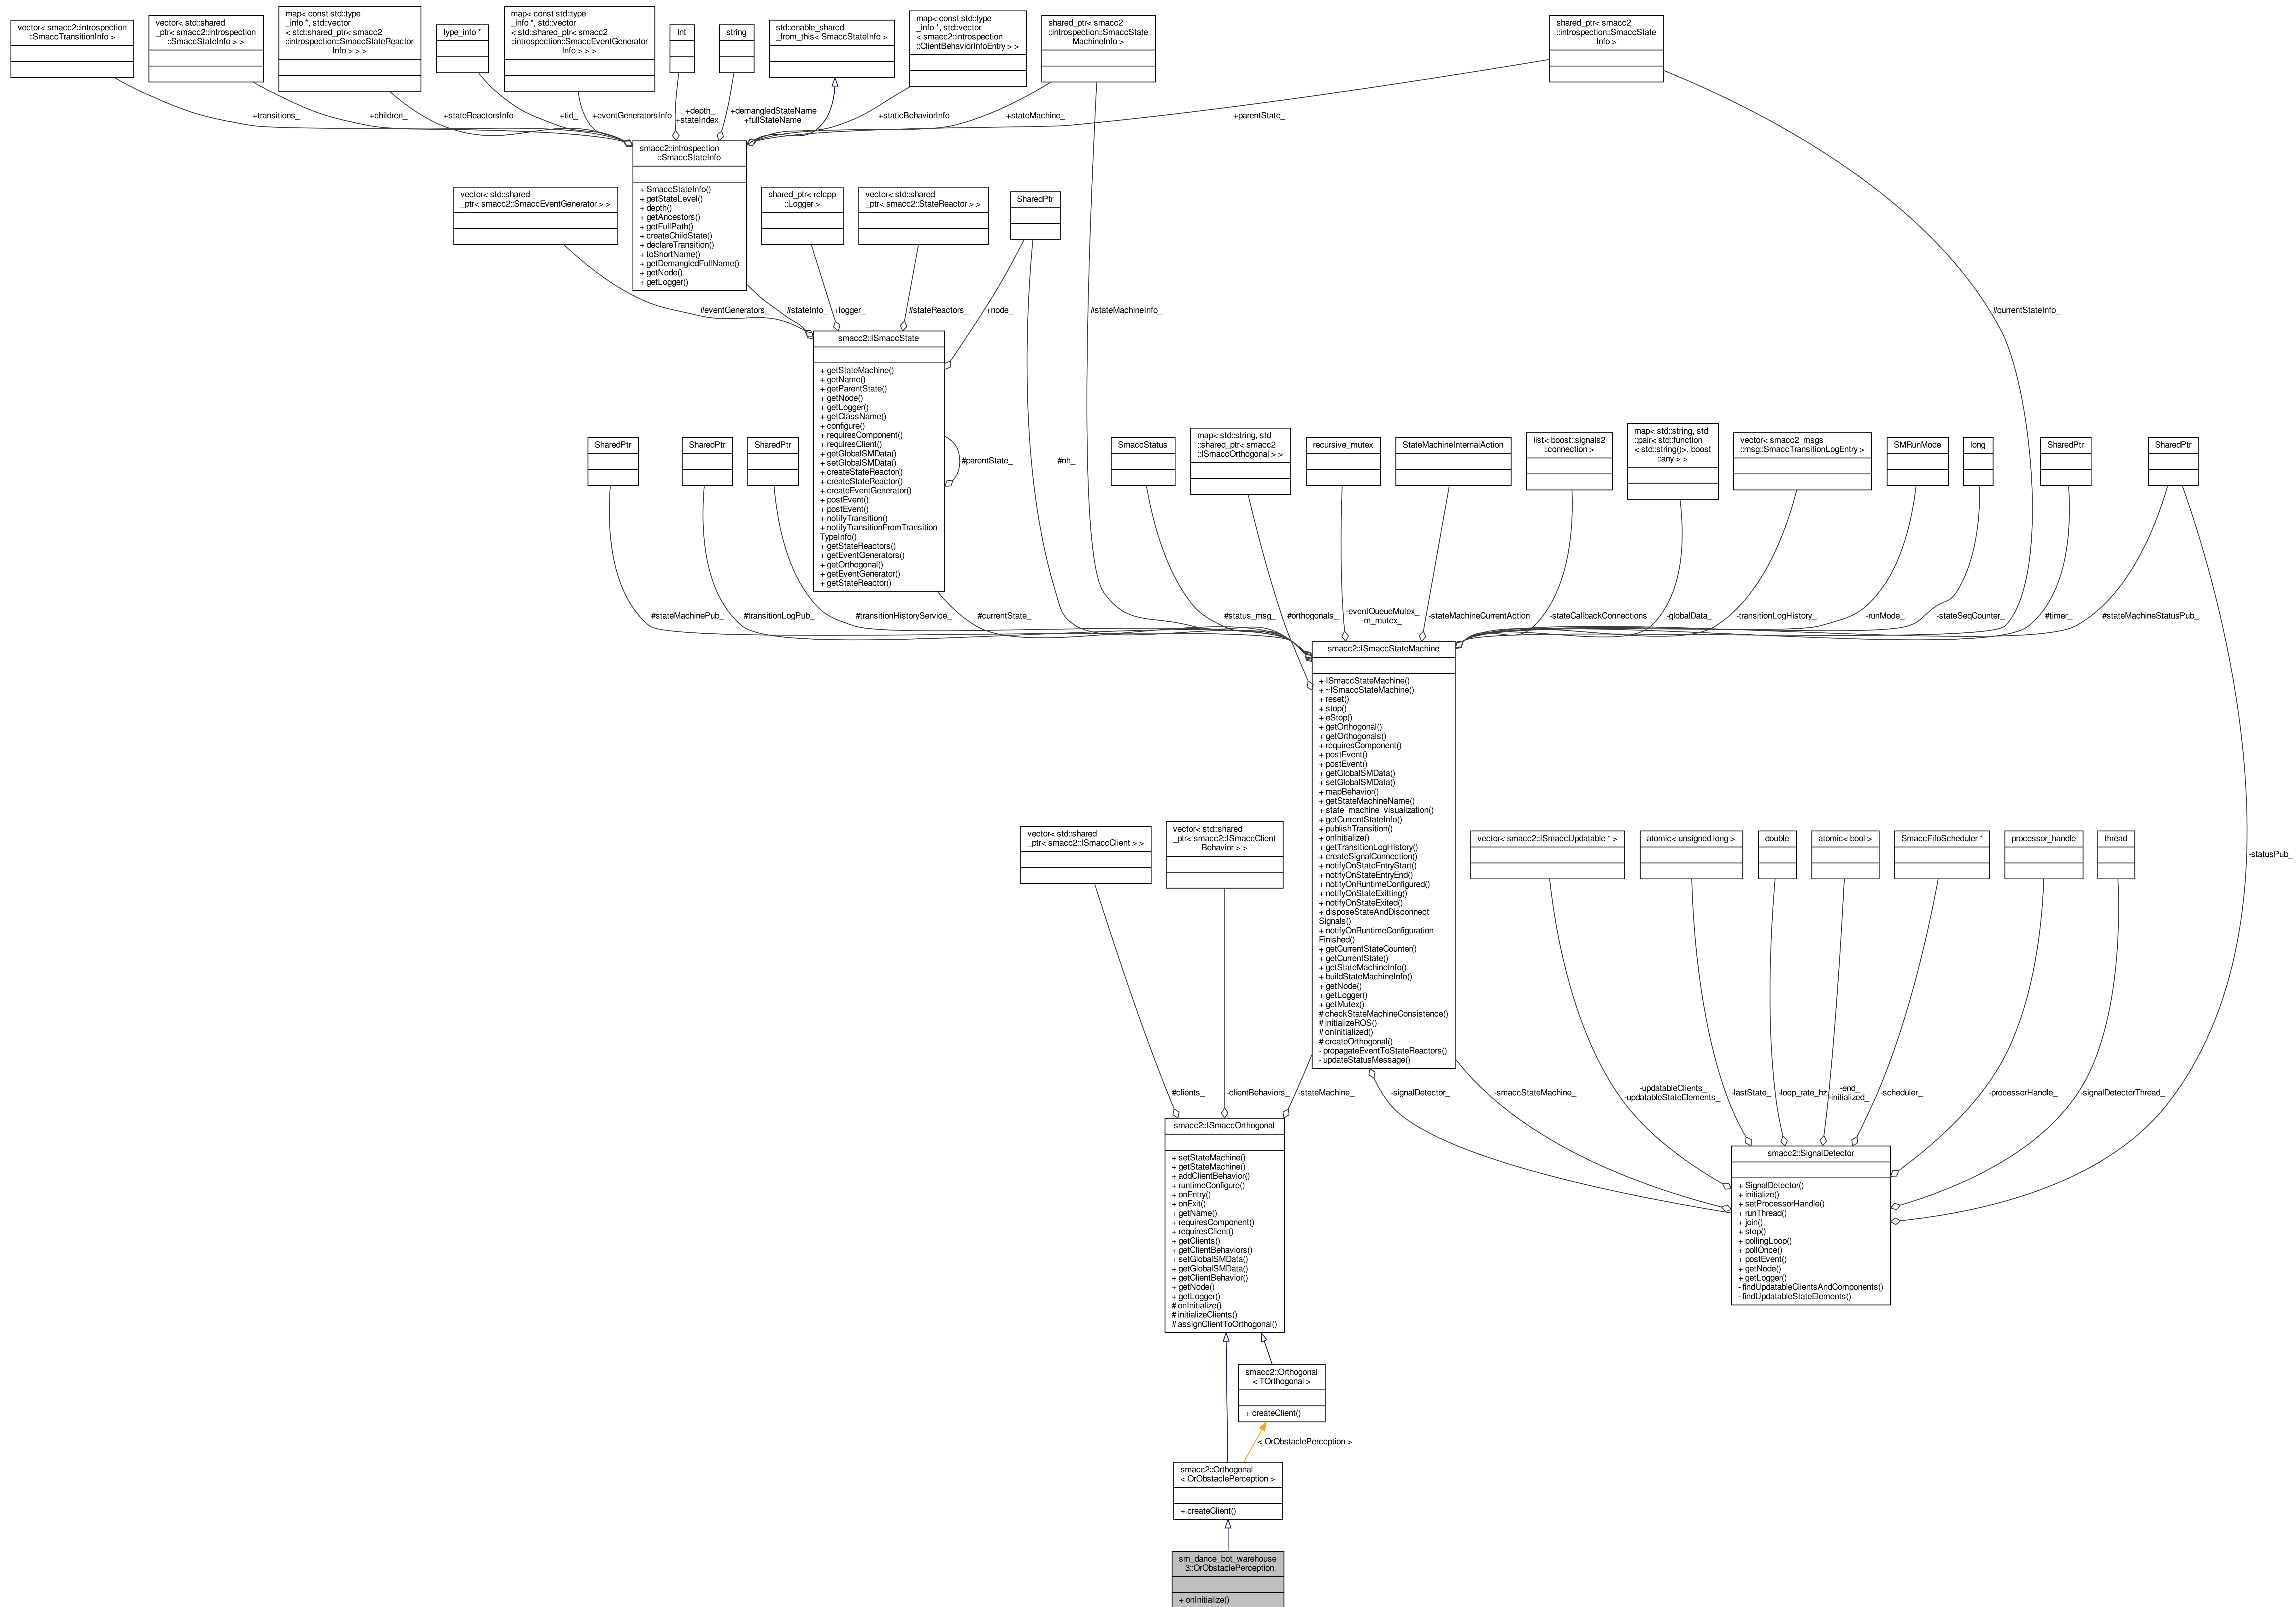 vector< smacc2::introspection
::SmaccTransitionInfo >
vector< std::shared
_ptr< smacc2::introspection
::SmaccStateInfo > >
map< const std::type
_info *, std::vector
< std::shared_ptr< smacc2
::introspection::SmaccStateReactor
Info > > >
type_info *
map< const std::type
_info *, std::vector
< std::shared_ptr< smacc2
::introspection::SmaccEventGenerator
Info > > >
int
string
std::enable_shared
_from_this< SmaccStateInfo >
map< const std::type
_info *, std::vector
< smacc2::introspection
::ClientBehaviorInfoEntry > >
shared_ptr< smacc2
::introspection::SmaccState
MachineInfo >
shared_ptr< smacc2
::introspection::SmaccState
Info >
+transitions_
+children_
+stateReactorsInfo
+tid_
+eventGeneratorsInfo
+depth_
+stateIndex_
+demangledStateName
+fullStateName
+staticBehaviorInfo
+stateMachine_
+parentState_
smacc2::introspection
::SmaccStateInfo
+ SmaccStateInfo()
+ getStateLevel()
+ depth()
+ getAncestors()
+ getFullPath()
+ createChildState()
+ declareTransition()
+ toShortName()
+ getDemangledFullName()
+ getNode()
+ getLogger()
vector< std::shared
_ptr< smacc2::SmaccEventGenerator > >
shared_ptr< rclcpp
::Logger >
vector< std::shared
_ptr< smacc2::StateReactor > >
SharedPtr
#eventGenerators_
#stateInfo_
+logger_
#stateReactors_
+node_
#stateMachineInfo_
#currentStateInfo_
smacc2::ISmaccState
+ getStateMachine()
+ getName()
+ getParentState()
+ getNode()
+ getLogger()
+ getClassName()
+ configure()
+ requiresComponent()
+ requiresClient()
+ getGlobalSMData()
+ setGlobalSMData()
+ createStateReactor()
+ createStateReactor()
+ createEventGenerator()
+ postEvent()
+ postEvent()
+ notifyTransition()
+ notifyTransitionFromTransition
TypeInfo()
+ getStateReactors()
+ getEventGenerators()
+ getOrthogonal()
+ getEventGenerator()
+ getStateReactor()
#parentState_
#nh_
SharedPtr
SharedPtr
SharedPtr
SmaccStatus
map< std::string, std
::shared_ptr< smacc2
::ISmaccOrthogonal > >
recursive_mutex
StateMachineInternalAction
list< boost::signals2
::connection >
map< std::string, std
::pair< std::function
< std::string()>, boost
::any > >
vector< smacc2_msgs
::msg::SmaccTransitionLogEntry >
SMRunMode
long
SharedPtr
SharedPtr
#stateMachinePub_
#transitionLogPub_
#transitionHistoryService_
#currentState_
#status_msg_
#orthogonals_
-eventQueueMutex_
-m_mutex_
-stateMachineCurrentAction
-stateCallbackConnections
-globalData_
-transitionLogHistory_
-runMode_
-stateSeqCounter_
#timer_
#stateMachineStatusPub_
smacc2::ISmaccStateMachine
+ ISmaccStateMachine()
+ ~ISmaccStateMachine()
+ reset()
+ stop()
+ eStop()
+ getOrthogonal()
+ getOrthogonals()
+ requiresComponent()
+ postEvent()
+ postEvent()
+ getGlobalSMData()
+ setGlobalSMData()
+ mapBehavior()
+ getStateMachineName()
+ state_machine_visualization()
+ getCurrentStateInfo()
+ publishTransition()
+ onInitialize()
+ getTransitionLogHistory()
+ createSignalConnection()
+ notifyOnStateEntryStart()
+ notifyOnStateEntryEnd()
+ notifyOnRuntimeConfigured()
+ notifyOnStateExitting()
+ notifyOnStateExited()
+ disposeStateAndDisconnect
Signals()
+ notifyOnRuntimeConfiguration
Finished()
+ getCurrentStateCounter()
+ getCurrentState()
+ getStateMachineInfo()
+ buildStateMachineInfo()
+ getNode()
+ getLogger()
+ getMutex()
# checkStateMachineConsistence()
# initializeROS()
# onInitialized()
# createOrthogonal()
- propagateEventToStateReactors()
- updateStatusMessage()
vector< std::shared
_ptr< smacc2::ISmaccClient > >
vector< std::shared
_ptr< smacc2::ISmaccClient
Behavior > >
vector< smacc2::ISmaccUpdatable * >
atomic< unsigned long >
double
atomic< bool >
SmaccFifoScheduler *
processor_handle
thread
-statusPub_
#clients_
-clientBehaviors_
-stateMachine_
-signalDetector_
-smaccStateMachine_
-updatableClients_
-updatableStateElements_
-lastState_
-loop_rate_hz
-end_
-initialized_
-scheduler_
-processorHandle_
-signalDetectorThread_
smacc2::ISmaccOrthogonal
+ setStateMachine()
+ getStateMachine()
+ addClientBehavior()
+ runtimeConfigure()
+ onEntry()
+ onExit()
+ getName()
+ requiresComponent()
+ requiresClient()
+ getClients()
+ getClientBehaviors()
+ setGlobalSMData()
+ getGlobalSMData()
+ getClientBehavior()
+ getNode()
+ getLogger()
# onInitialize()
# initializeClients()
# assignClientToOrthogonal()
smacc2::SignalDetector
+ SignalDetector()
+ initialize()
+ setProcessorHandle()
+ runThread()
+ join()
+ stop()
+ pollingLoop()
+ pollOnce()
+ postEvent()
+ getNode()
+ getLogger()
- findUpdatableClientsAndComponents()
- findUpdatableStateElements()
smacc2::Orthogonal
< TOrthogonal >
+ createClient()
< OrObstaclePerception >
smacc2::Orthogonal
< OrObstaclePerception >
+ createClient()
sm_dance_bot_warehouse
_3::OrObstaclePerception
+ onInitialize()